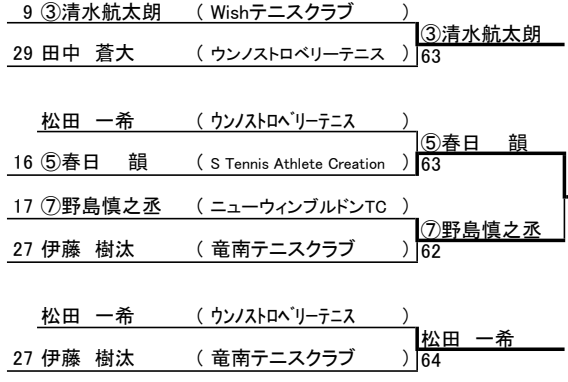 9 ③清水航太朗 ( Wishテニスクラブ )
③清水航太朗
29 田中 蒼大 ( ウンノストロベリーテニス )
63
松田 一希 ( ウンノストロベリーテニス )
⑤春日 韻
16 ⑤春日 韻 ( S Tennis Athlete Creation )
63
17 ⑦野島慎之丞 ( ニューウィンブルドンTC )
⑦野島慎之丞
27 伊藤 樹汰 ( 竜南テニスクラブ )
62
松田 一希 ( ウンノストロベリーテニス )
松田 一希
27 伊藤 樹汰 ( 竜南テニスクラブ )
64